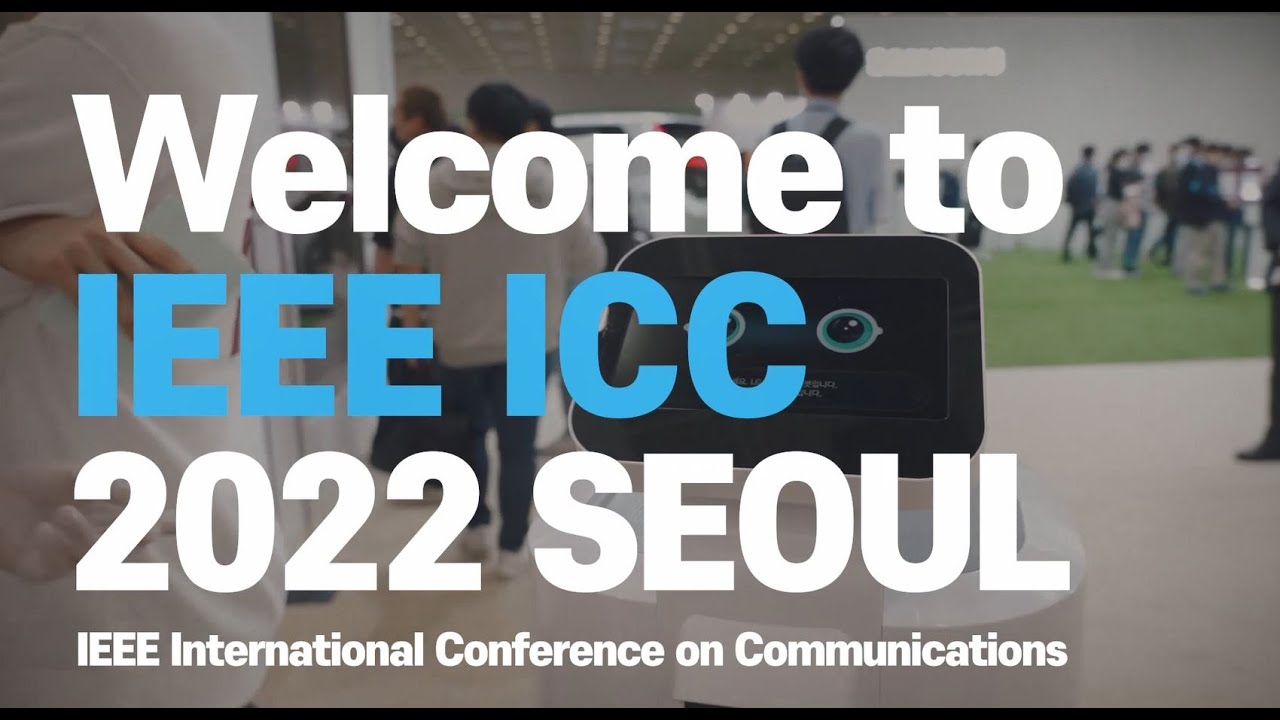 Welcome to
IEEE ICC
2022 SEOUL
IEEE International Conference on Communications